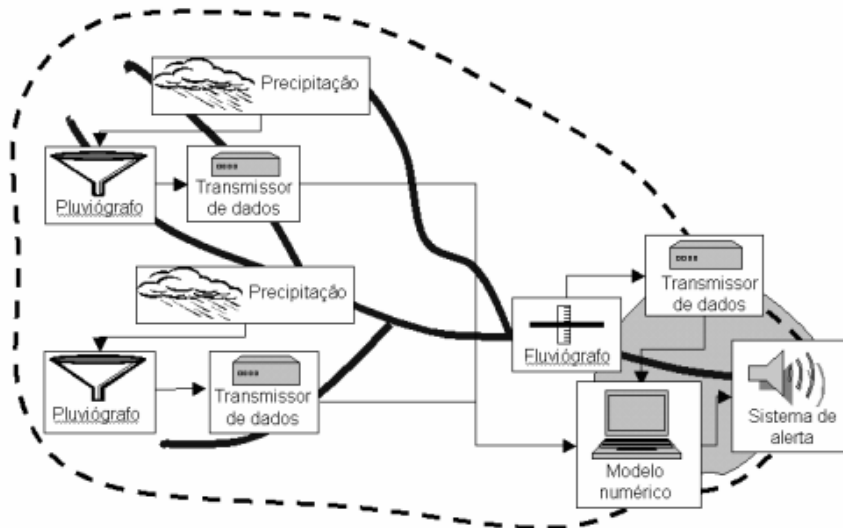 Precipitação
Pluviógrafo
Transmissor
de dados
Precipitação
Transmissor
de dados
Fluviógrafo
Pluviógrafo
Transmissor
de dados
Modelo
numérico
Sistema de
alerta